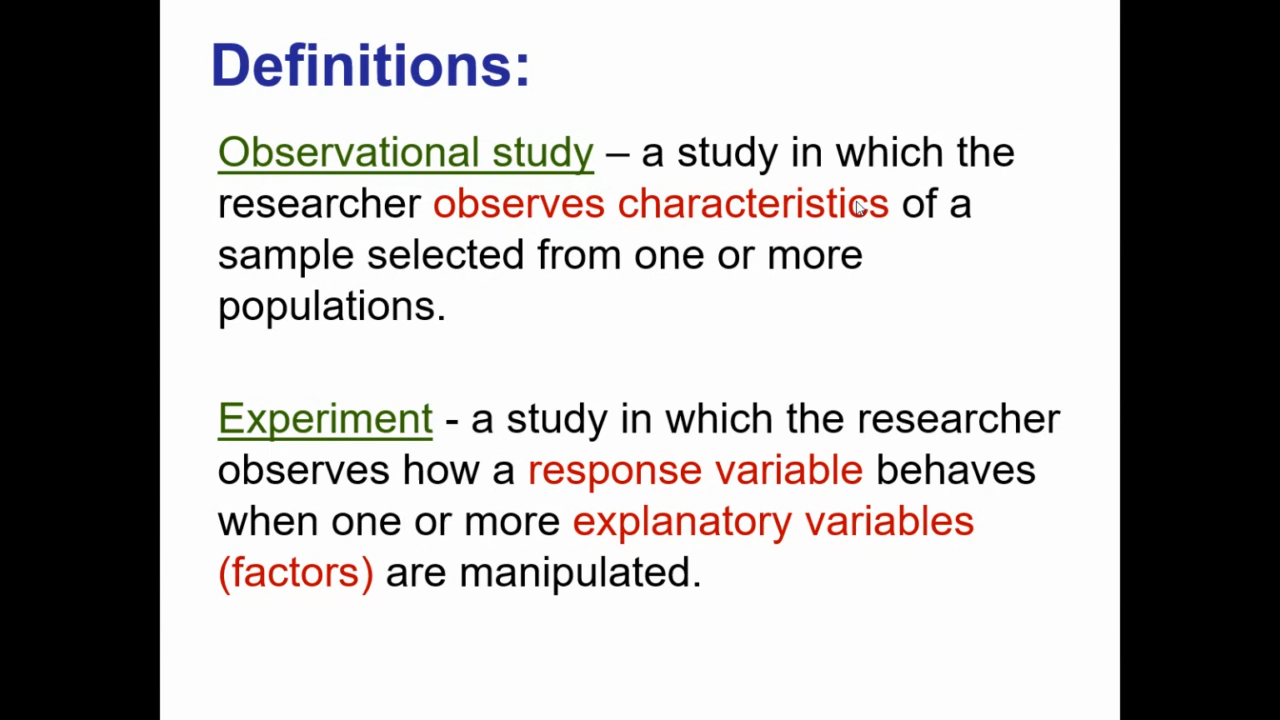 Definitions:
Observational study – a study in which the
researcher observes characteristics of a
sample selected from one or more
populations.
Experiment - a study in which the researcher
observes how a response variable behaves
when one or more explanatory variables
(factors) are manipulated.